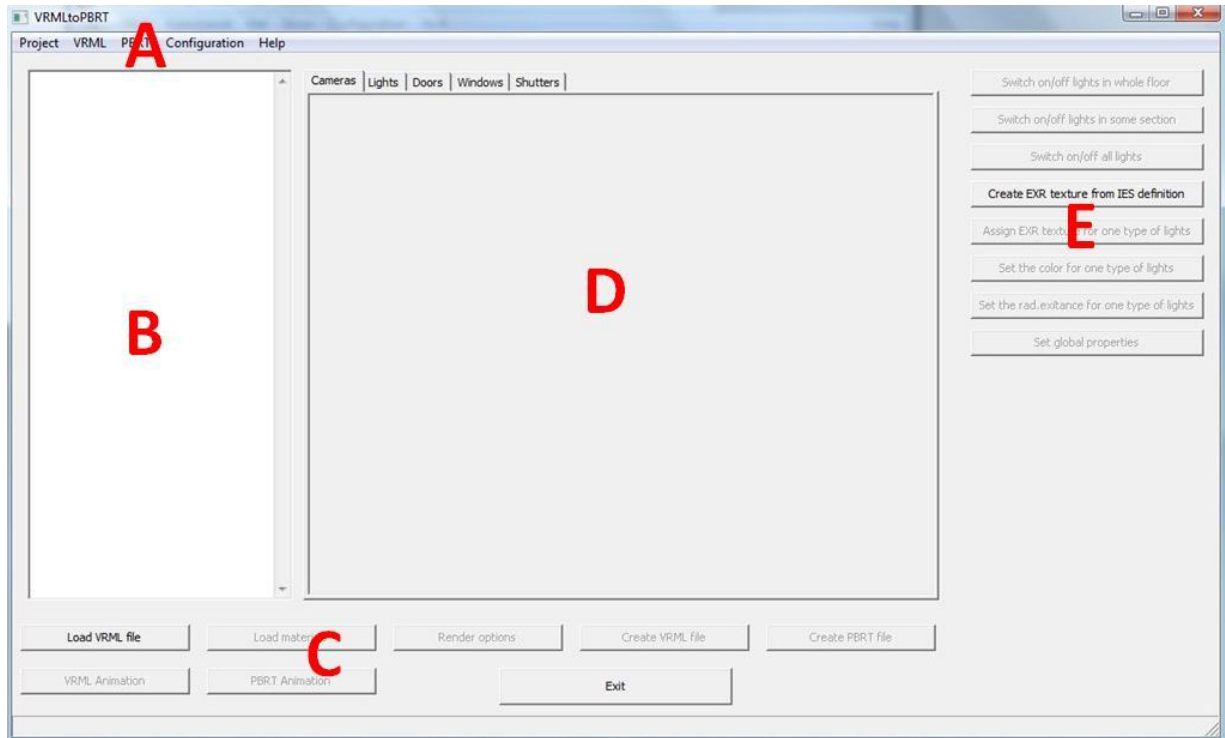 VRMLtoPBRT
Project VRML PBRT Configuration Help
A
Cameras Lights Doors Windows Shutters
Switch on/off lights in whole floor
Switch on/off lights in some section
Switch on/off all lights
Create EXR texture from IES definition
E
Assign EXR texture for one type of lights
Set the color for one type of lights
Set the rad.exitance for one type of lights
Set global properties
B
D
Load VRML file
Load materials
Render options
Create VRML file
Create PBRT file
C
VRML Animation
PBRT Animation
Exit